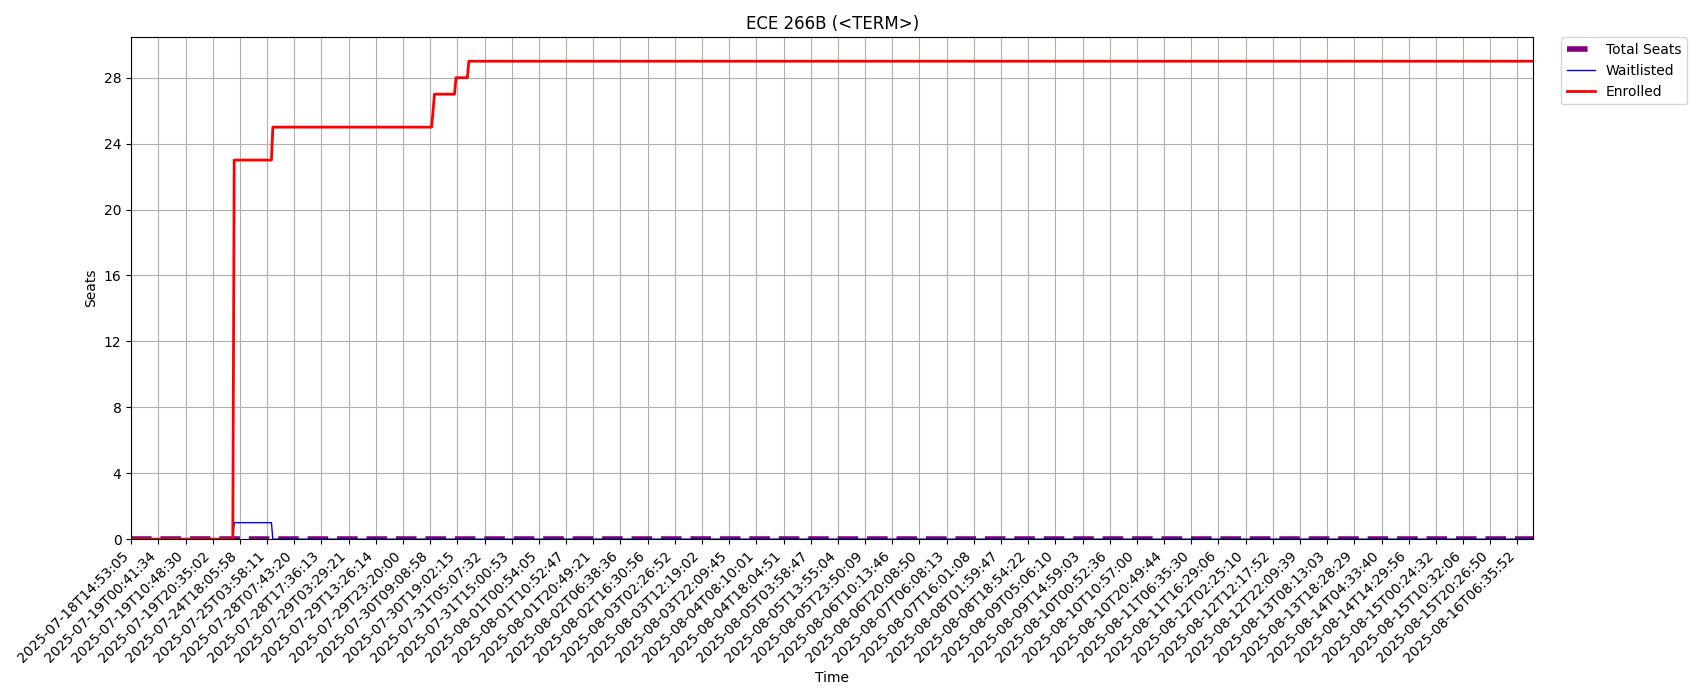 ECE 266B (<TERM>)
Total Seats
Waitlisted
Enrolled
Seats
28
24
20
16
12
8
4
0
2025-07-18T14:53:05
2025-07-19T00:41:34
2025-07-19T10:48:30
2025-07-19T20:35:02
2025-07-24T18:05:58
2025-07-25T03:58:11
2025-07-28T07:43:20
2025-07-28T17:36:13
2025-07-29T03:29:21
2025-07-29T13:26:14
2025-07-29T23:20:00
2025-07-30T09:08:58
2025-07-30T19:02:15
2025-07-31T05:07:32
2025-07-31T15:00:53
2025-08-01T00:54:05
2025-08-01T10:52:47
2025-08-01T20:49:21
2025-08-02T06:38:36
2025-08-02T16:30:56
2025-08-03T02:26:52
2025-08-03T12:19:02
2025-08-03T22:09:45
2025-08-04T08:10:01
2025-08-04T18:04:51
2025-08-05T03:58:47
2025-08-05T13:55:04
2025-08-05T23:50:09
2025-08-06T10:13:46
2025-08-06T20:08:50
2025-08-07T06:08:13
2025-08-07T16:01:08
2025-08-08T01:59:47
2025-08-08T18:54:22
2025-08-09T05:06:10
2025-08-09T14:59:03
2025-08-10T00:52:36
2025-08-10T10:57:00
2025-08-10T20:49:44
2025-08-11T06:35:30
2025-08-11T16:29:06
2025-08-12T02:25:10
2025-08-12T12:17:52
2025-08-12T22:09:39
2025-08-13T08:13:03
2025-08-13T18:28:29
2025-08-14T04:33:40
2025-08-14T14:29:56
2025-08-15T00:24:32
2025-08-15T10:32:06
2025-08-15T20:26:50
2025-08-16T06:35:52
Time